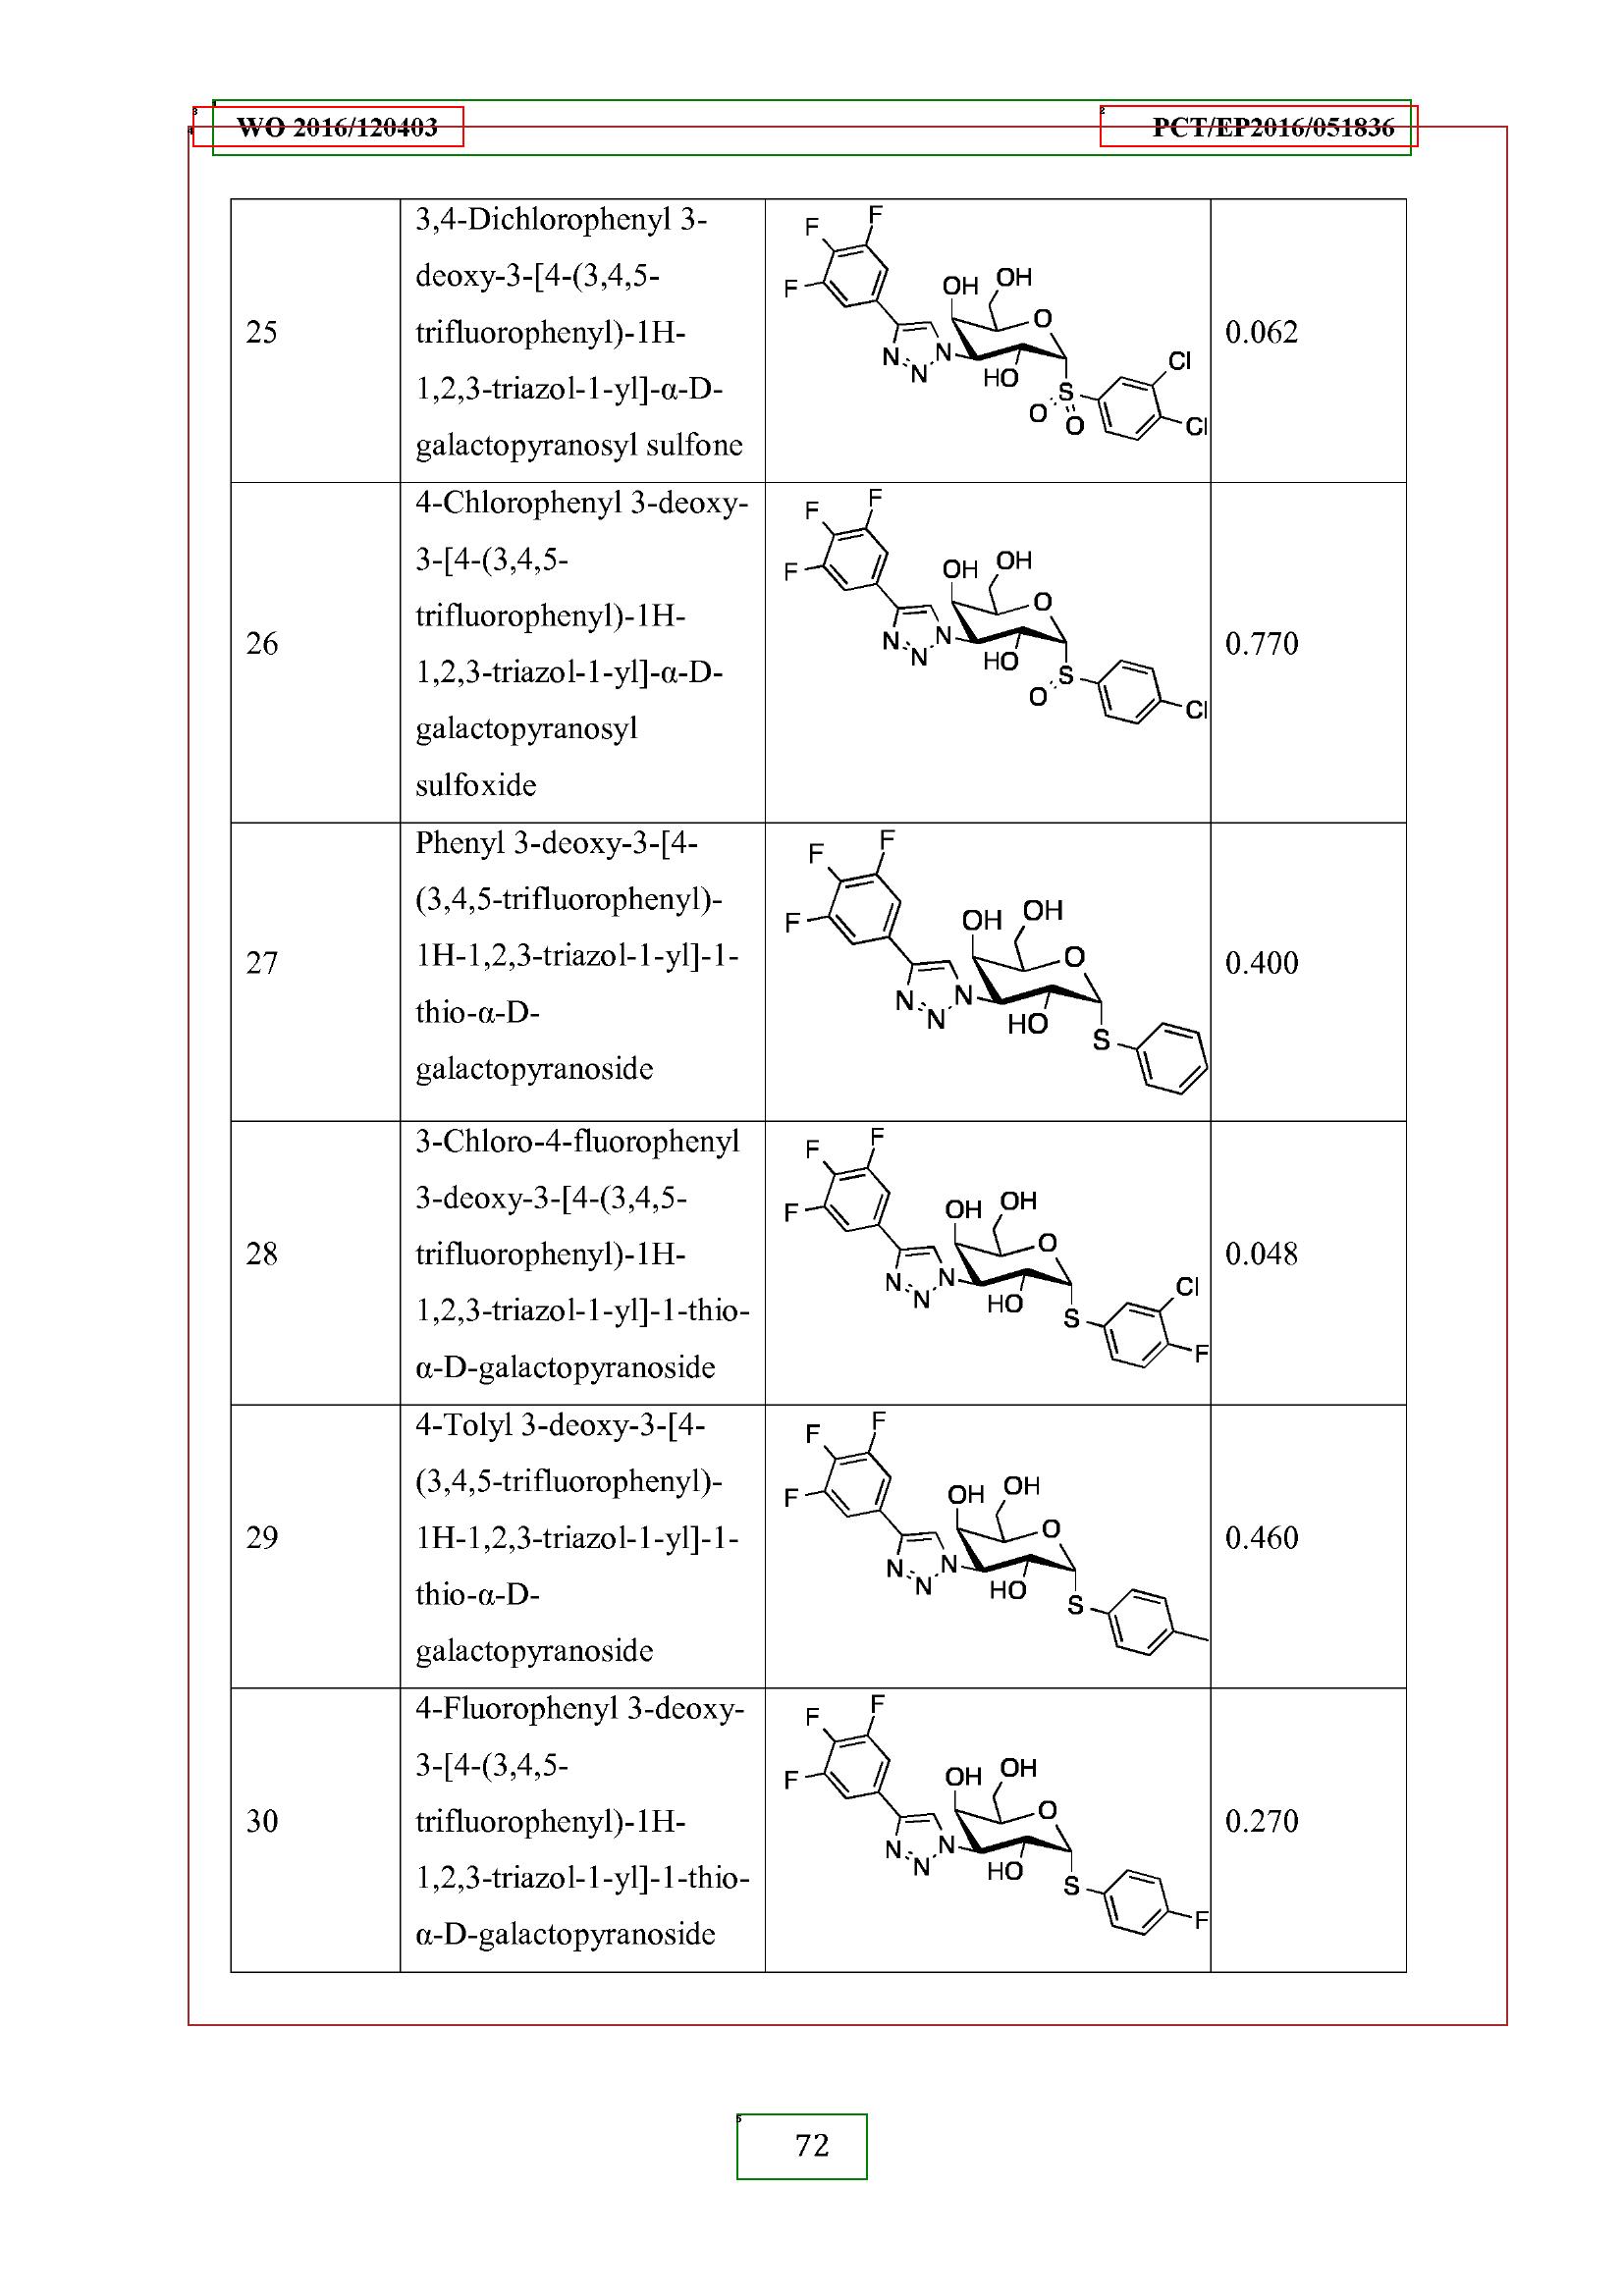 WO 2016/120403 PCT/EP2016/051836
25
3,4-Dichlorophenyl 3-
deoxy-3-[4-(3,4,5-
trifluorophenyl)-1H-
1,2,3-triazol-1-yl]-α-D-
galactopyranosyl sulfone
F
F
F
OH
OH
O
N
N
N
HO
S
O
O
Cl
Cl
0.062
26
4-Chlorophenyl 3-deoxy-
3-[4-(3,4,5-
trifluorophenyl)-1H-
1,2,3-triazol-1-yl]-α-D-
galactopyranosyl
sulfoxide
F
F
F
OH
OH
O
N
N
N
HO
S
O
Cl
0.770
27
Phenyl 3-deoxy-3-[4-
(3,4,5-trifluorophenyl)-
1H-1,2,3-triazol-1-yl]-1-
thio-α-D-
galactopyranoside
F
F
F
OH
OH
O
N
N
N
HO
S
0.400
28
3-Chloro-4-fluorophenyl
3-deoxy-3-[4-(3,4,5-
trifluorophenyl)-1H-
1,2,3-triazol-1-yl]-1-thio-
α-D-galactopyranoside
F
F
F
OH
OH
O
N
N
N
HO
S
Cl
F
0.048
29
4-Tolyl 3-deoxy-3-[4-
(3,4,5-trifluorophenyl)-
1H-1,2,3-triazol-1-yl]-1-
thio-α-D-
galactopyranoside
F
F
F
OH
OH
O
N
N
N
HO
S
0.460
30
4-Fluorophenyl 3-deoxy-
3-[4-(3,4,5-
trifluorophenyl)-1H-
1,2,3-triazol-1-yl]-1-thio-
α-D-galactopyranoside
F
F
F
OH
OH
O
N
N
N
HO
S
F
0.270
72